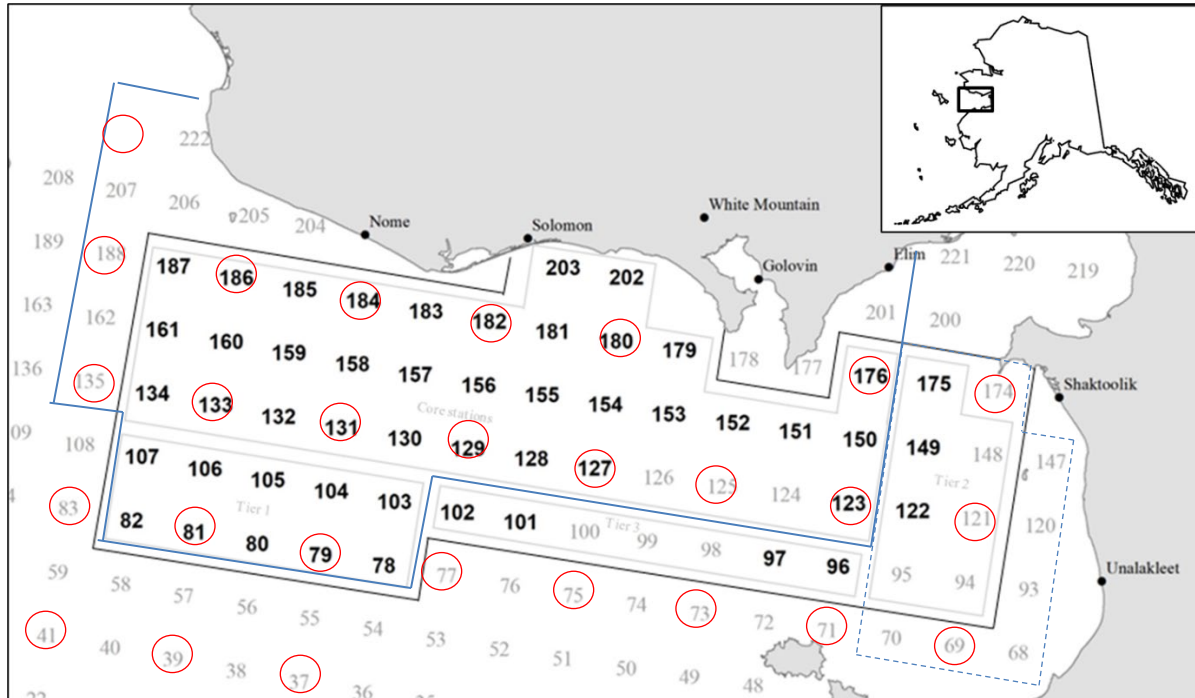 222
208 207 206 205 204
Nome
Solomon
White Mountain
Golovin
Elim
221 220 219
189 188 187 186 185 184 183 182 203 202
181 180 179 178 177 201 200
163 162 161 160 159 158 157 156 155 154 153 152 151 176 175 174
Shaktoolik
136 135 134 133 132 131 130 129 128 127 126 125 124 150 149 148 147
Core stations
09 108 107 106 105 104 103 123 122 121 120
Tier 1
Tier 2
Tier 3
83 82 81 80 79 78 102 101 100 99 98 97 96 95 94 93
Unalakleet
59 58 57 56 55 54 77 76 75 74 73 72 71 70 69 68
41 40 39 38 37 36 53 52 51 50 49 48